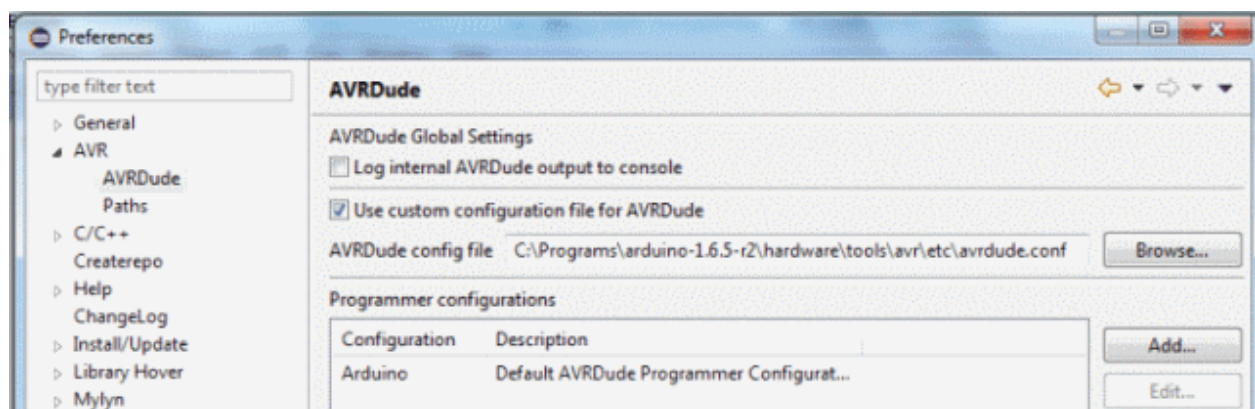 Preferences
type filter text
General
AVR
AVRDude
Paths
C/C++
Createrepo
Help
ChangeLog
Install/Update
Library Hover
Mylyn
AVRDude
AVRDude Global Settings
Log internal AVRDude output to console
Use custom configuration file for AVRDude
AVRDude config file C:\Programs\arduino-1.6.5-r2\hardware\tools\avr\etc\avrdude.conf Browse...
Programmer configurations
Configuration Description
Add...
Arduino Default AVRDude Programmer Configurat...
Edit...